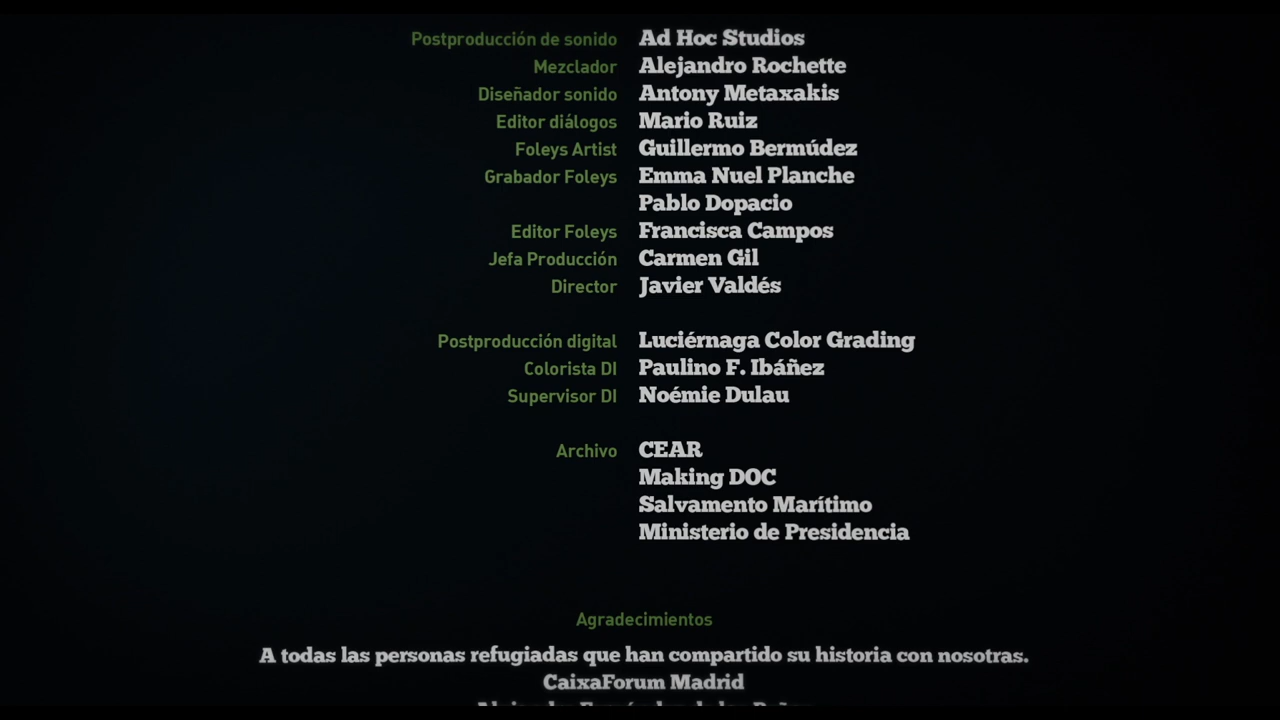 Postproducción de sonido Ad Hoc Studios
Mezclador Alejandro Rochette
Diseñador sonido Antony Metaxakis
Editor diálogos Mario Ruiz
Foleys Artist Guillermo Bermúdez
Grabador Foleys Emma Nuel Planche
Pablo Dopacio
Editor Foleys Francisca Campos
Jefa Producción Carmen Gil
Director Javier Valdés
Postproducción digital Luciérnaga Color Grading
Colorista DI Paulino F. Ibáñez
Supervisor DI Noémie Dulau
Archivo CEAR
Making DOC
Salvamento Marítimo
Ministerio de Presidencia
Agradecimientos
A todas las personas refugiadas que han compartido su historia con nosotras.
CaixaForum Madrid